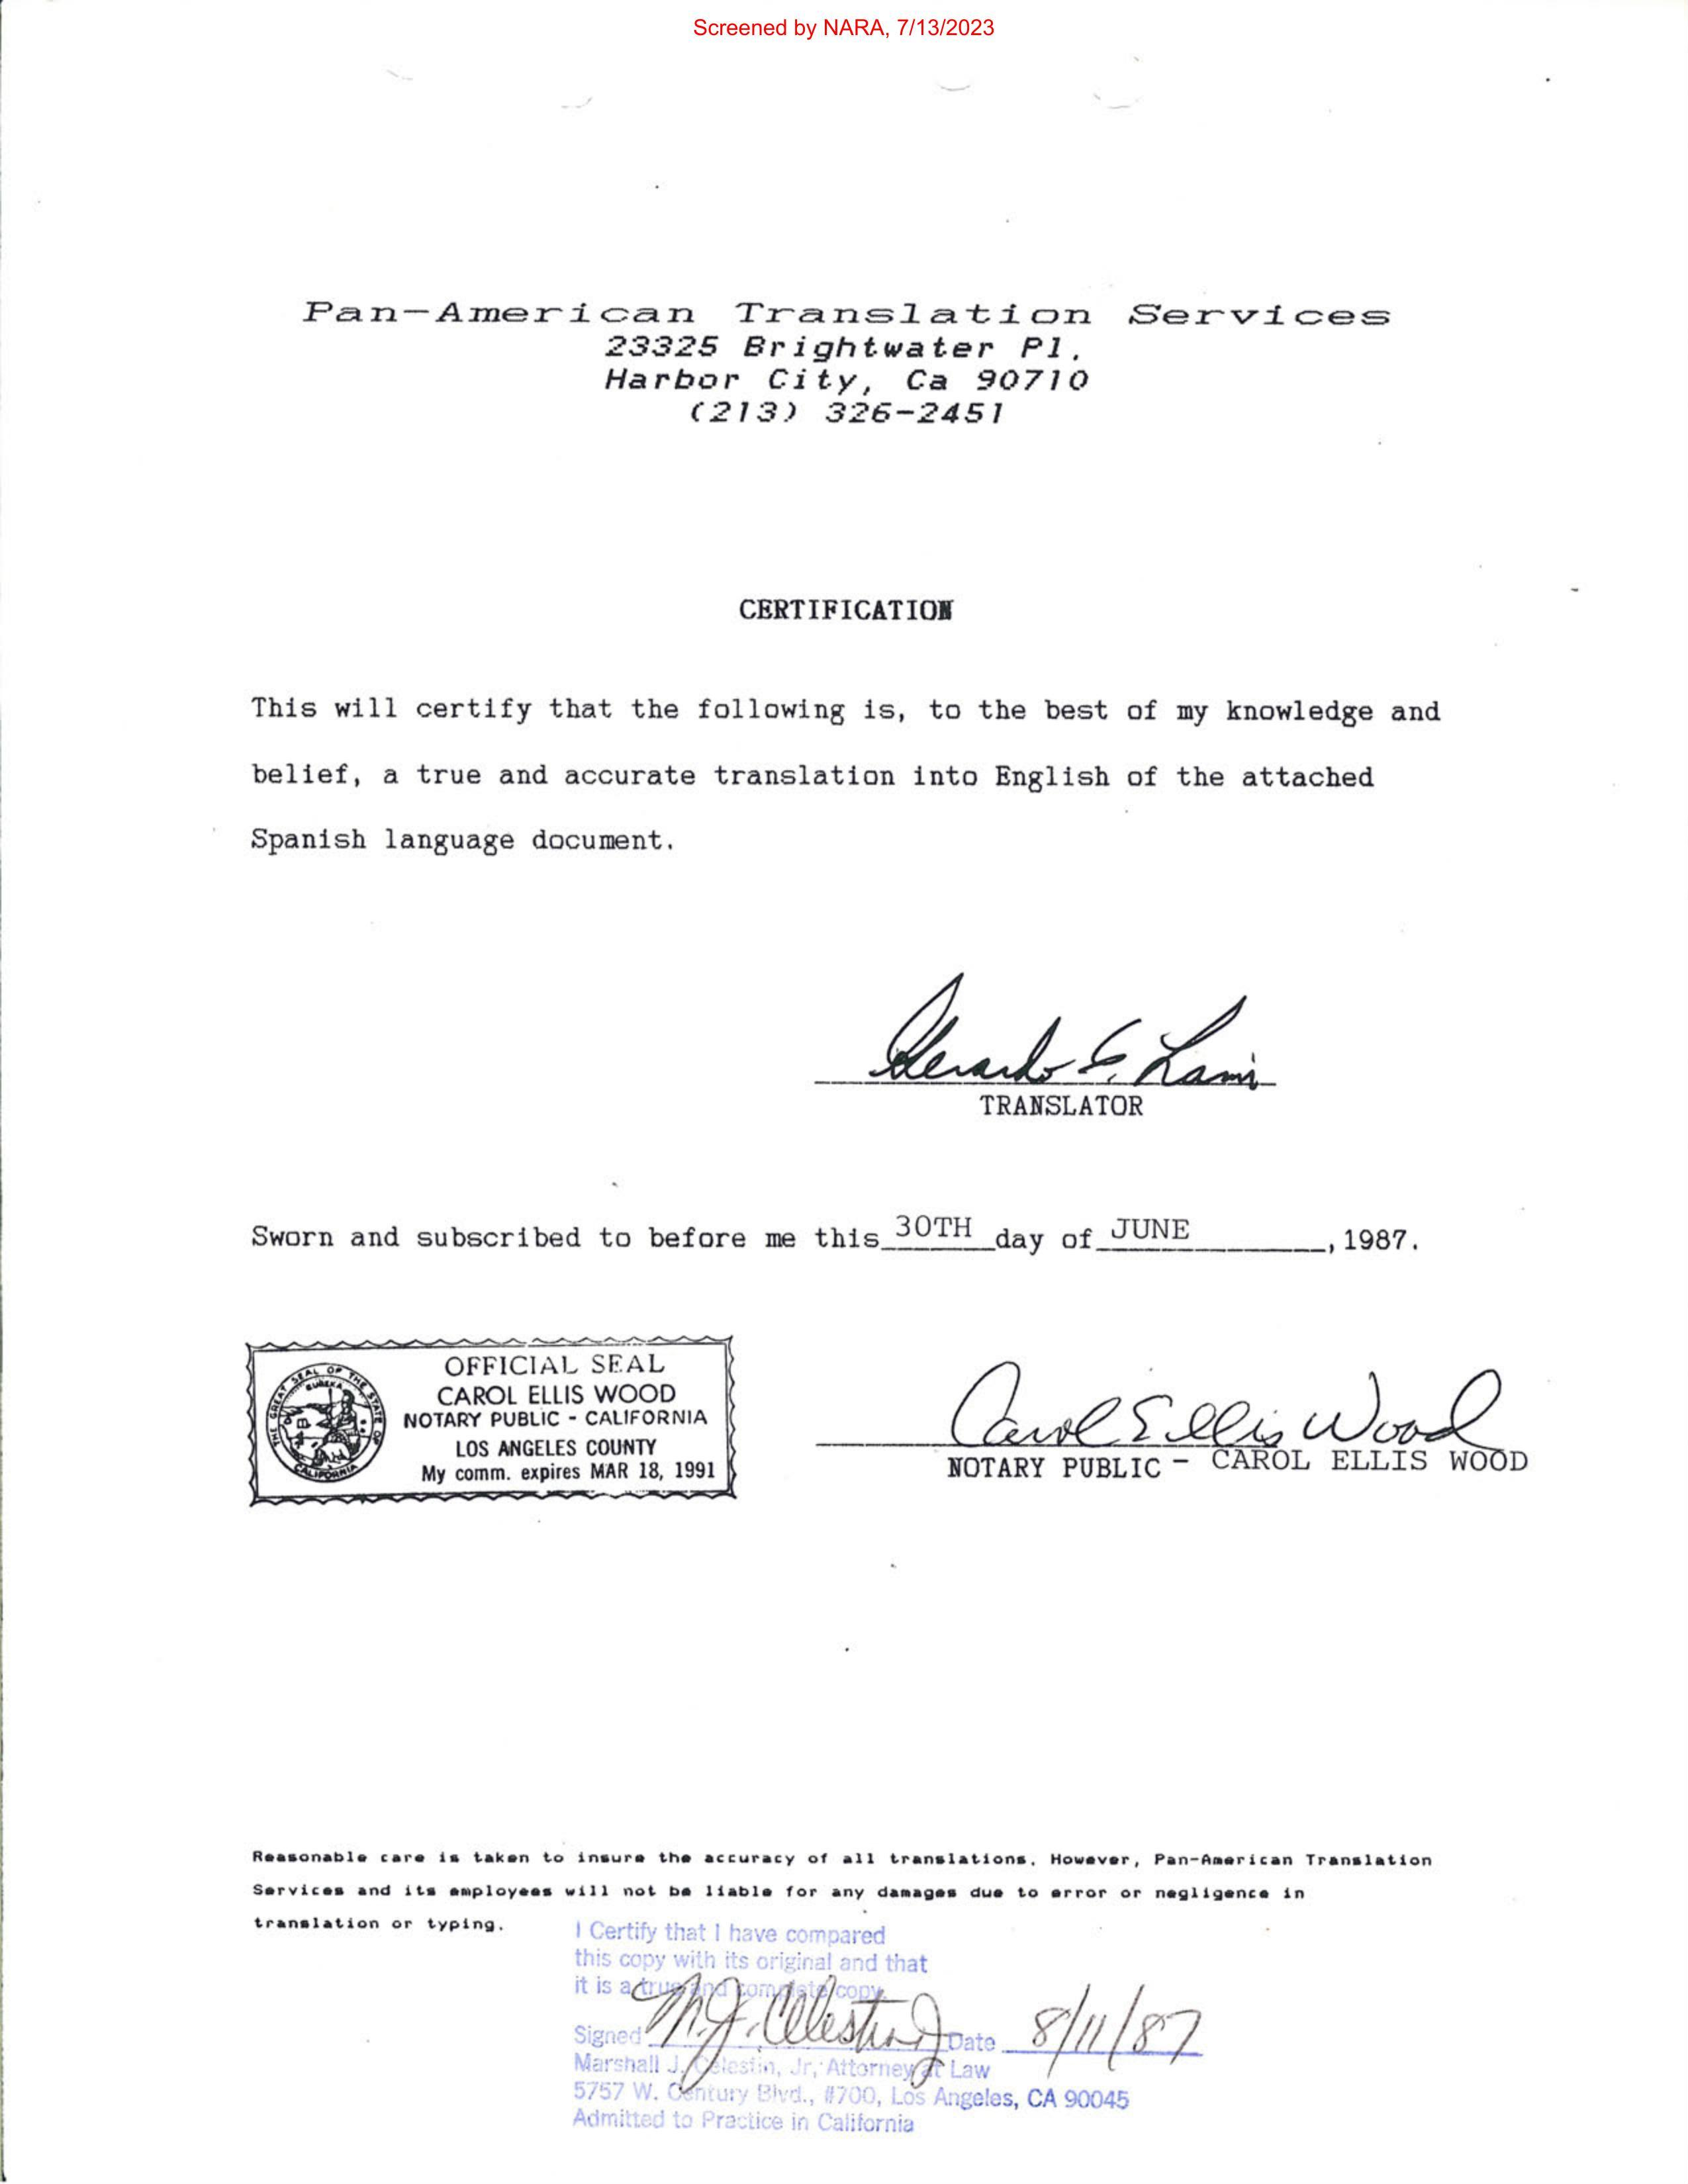 Screened by NARA, 7/13/2023
Pan-American Translation Services
23325 Brightwater Pl.
Harbor City, Ca 90710
(213) 326-2451
CERTIFICATION
This will certify that the following is, to the best of my knowledge and
belief, a true and accurate translation into English of the attached
Spanish language document.
TRANSLATOR
Sworn and subscribed to before me this 30TH day of JUNE, 1987.
THE GREAT SEAL OF THE STATE OF CALIFORNIA
EUREKA
OFFICIAL SEAL
CAROL ELLIS WOOD
NOTARY PUBLIC - CALIFORNIA
LOS ANGELES COUNTY
My comm. expires MAR 18, 1991
Carol Ellis Wood
NOTARY PUBLIC - CAROL ELLIS WOOD
Reasonable care is taken to insure the accuracy of all translations. However, Pan-American Translation
Services and its employees will not be liable for any damages due to error or negligence in
translation or typing.
I Certify that I have compared
this copy with its original and that
it is a true and complete copy.
Signed M.J. Celestin Jr Date 8/11/87
Marshall J. Celestin, Jr, Attorney at Law
5757 W. Century Blvd., #700, Los Angeles, CA 90045
Admitted to Practice in California